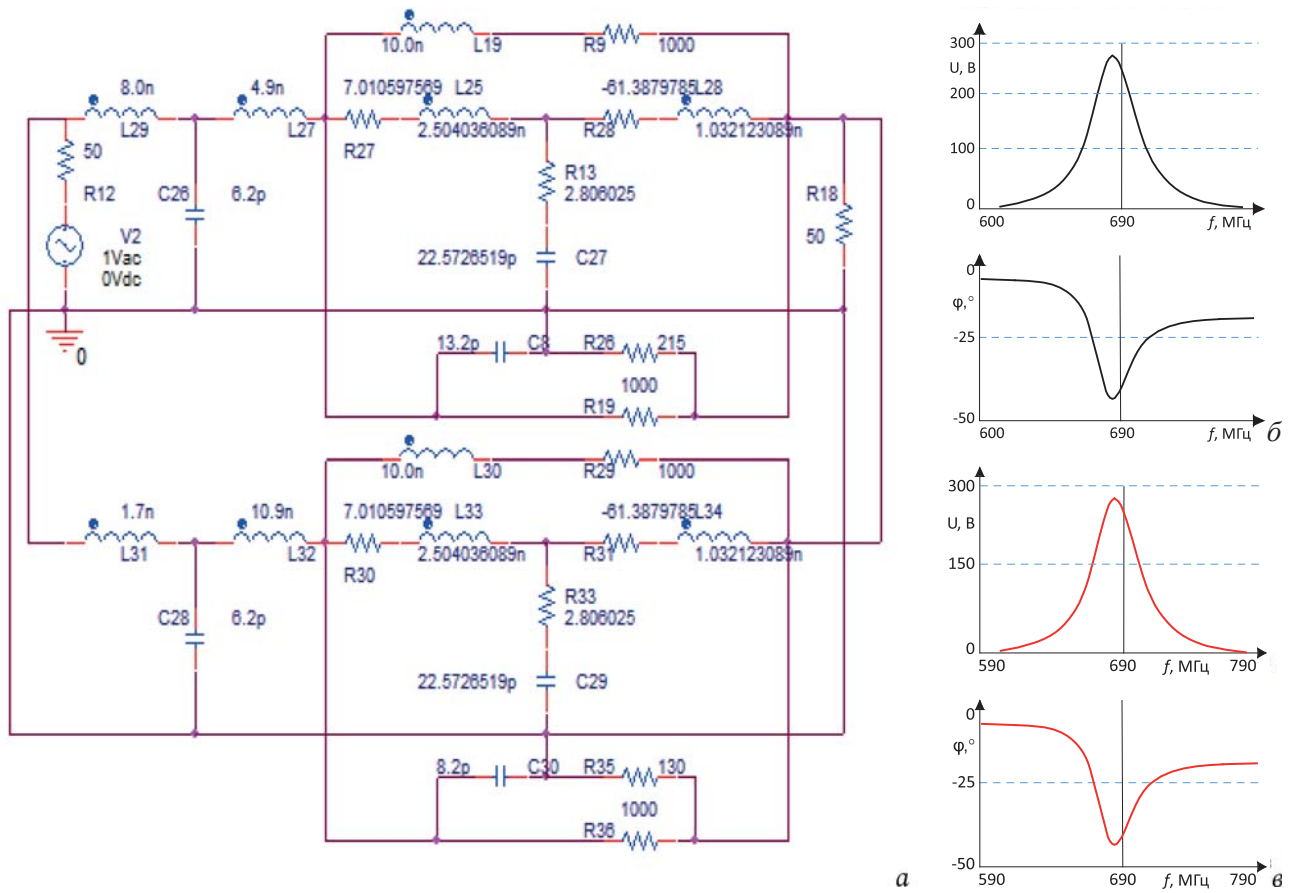 10.0n L19 R9 1000
8.0n 4.9n 7.010597569 L25 -61.3879785L28
L29 L27 2.504036089n R28 1.032123089n
50 R27
R13
2.806025
R12 C26 6.2p R18
V2
1Vac
0Vdc
50
22.5726519p C27
0
13.2p C8 R26 215
1000
R19
10.0n L30 R29 1000
1.7n 10.9n 7.010597569 L33 -61.3879785L34
L31 L32 2.504036089n R31 1.032123089n
R30
R33
2.806025
C28 6.2p
22.5726519p C29
8.2p C30 R35 130
1000
R36
а
300
U, В
200
100
0
600 690 f, МГц
0
φ,°
-25
-50
600 690 f, МГц б
300
U, В
150
0
590 690 f, МГц 790
0
φ,°
-25
-50
590 690 f, МГц 790 в